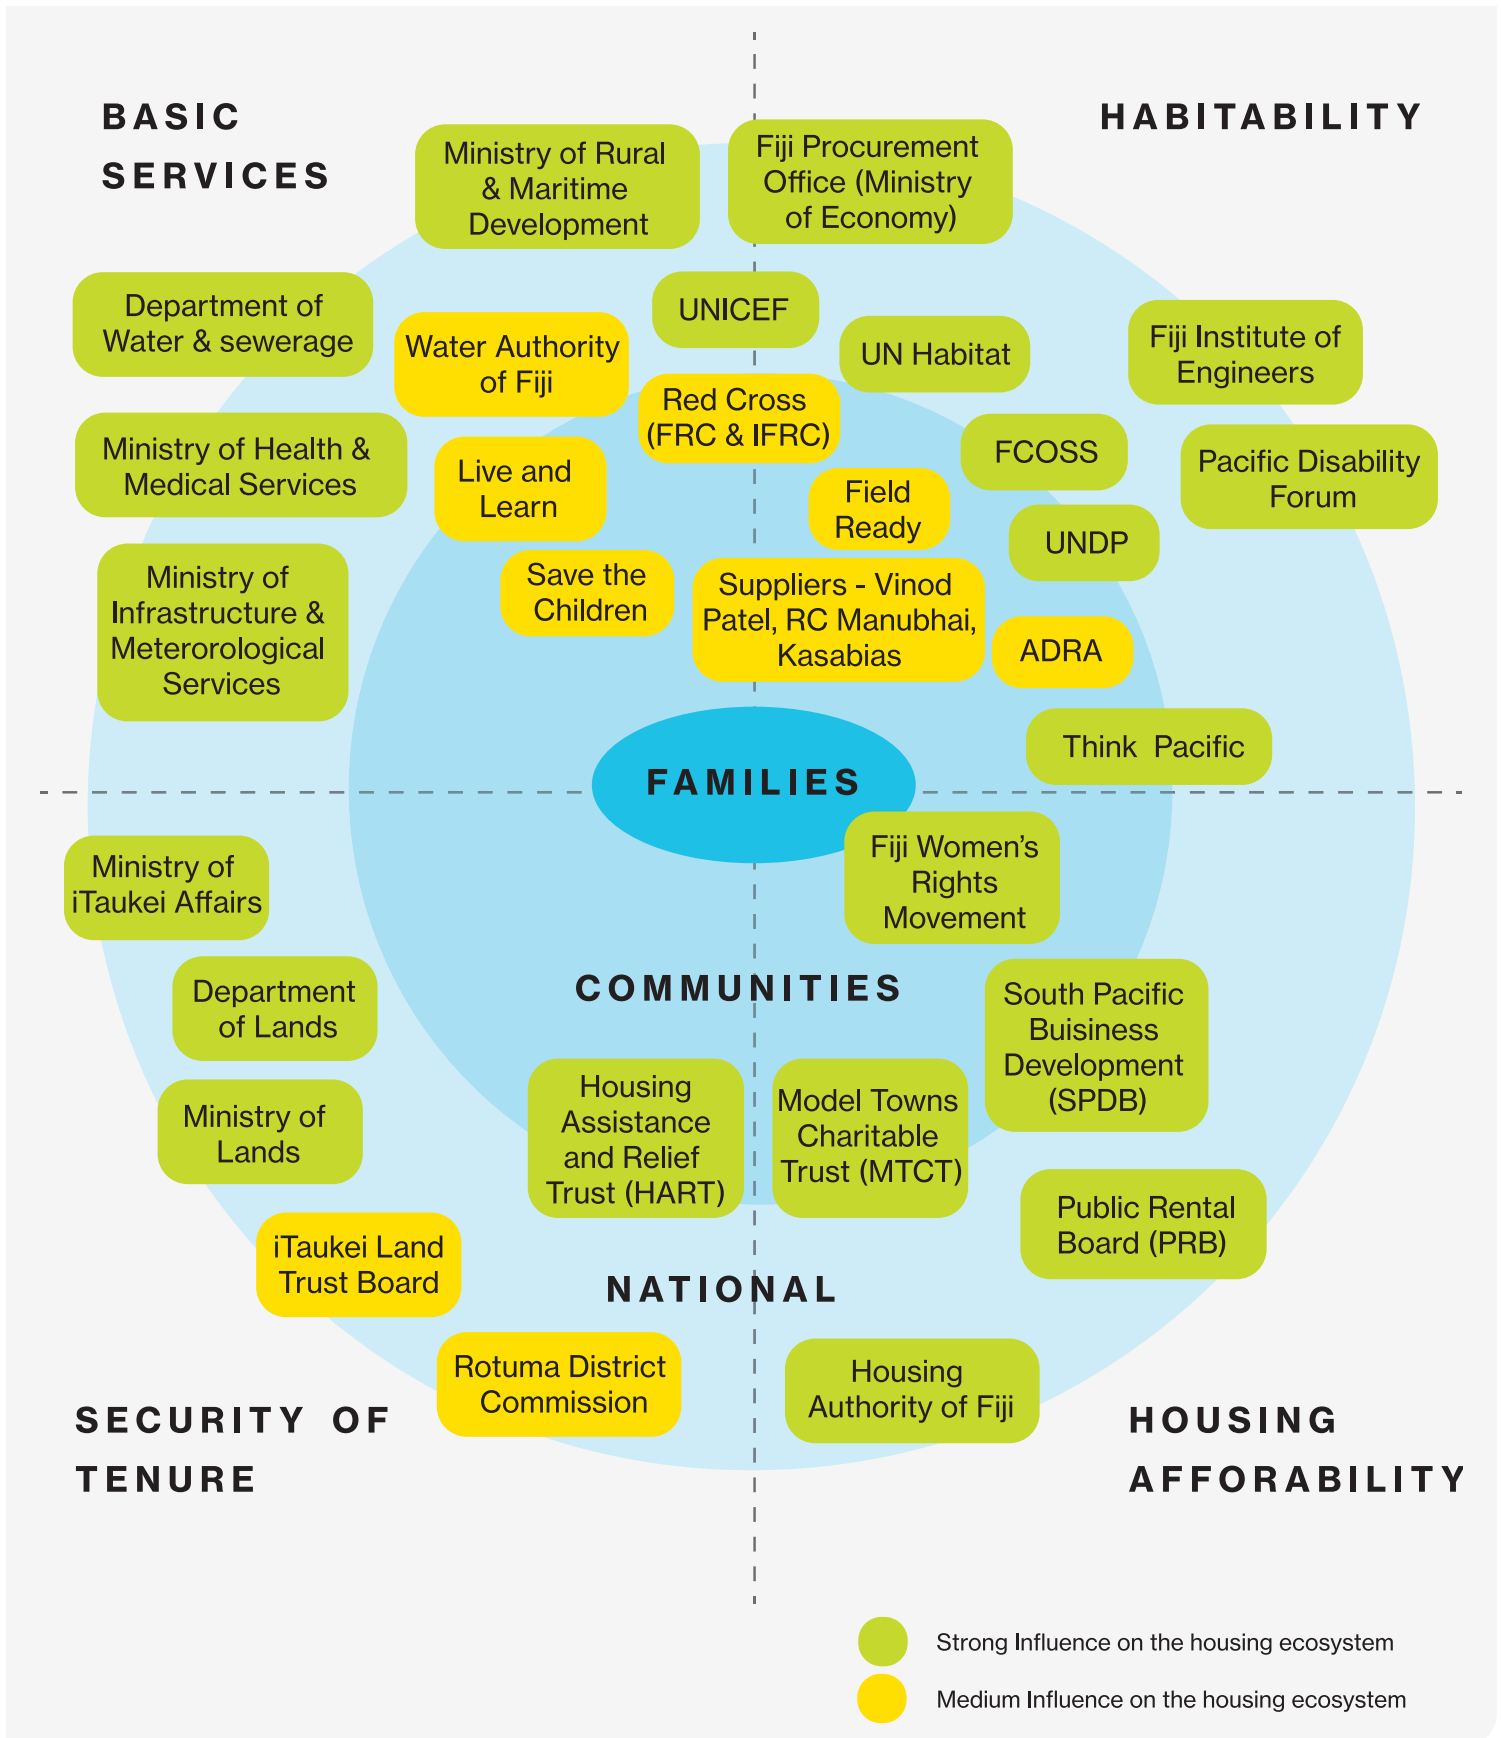 BASIC
SERVICES
HABITABILITY
Ministry of Rural
& Maritime
Development
Fiji Procurement
Office (Ministry
of Economy)
Department of
Water & sewerage
Water Authority
of Fiji
UNICEF
UN Habitat
Fiji Institute of
Engineers
Red Cross
(FRC & IFRC)
Ministry of Health &
Medical Services
Live and
Learn
Field
Ready
FCOSS
Pacific Disability
Forum
UNDP
Ministry of
Infrastructure &
Meterorological
Services
Save the
Children
Suppliers - Vinod
Patel, RC Manubhai,
Kasabias
ADRA
Think Pacific
FAMILIES
Ministry of
iTaukei Affairs
Fiji Women’s
Rights
Movement
Department
of Lands
COMMUNITIES
South Pacific
Buisiness
Development
(SPDB)
Ministry of
Lands
Housing
Assistance
and Relief
Trust (HART)
Model Towns
Charitable
Trust (MTCT)
Public Rental
Board (PRB)
iTaukei Land
Trust Board
NATIONAL
Rotuma District
Commission
Housing
Authority of Fiji
SECURITY OF
TENURE
HOUSING
AFFORABILITY
Strong Influence on the housing ecosystem
Medium Influence on the housing ecosystem